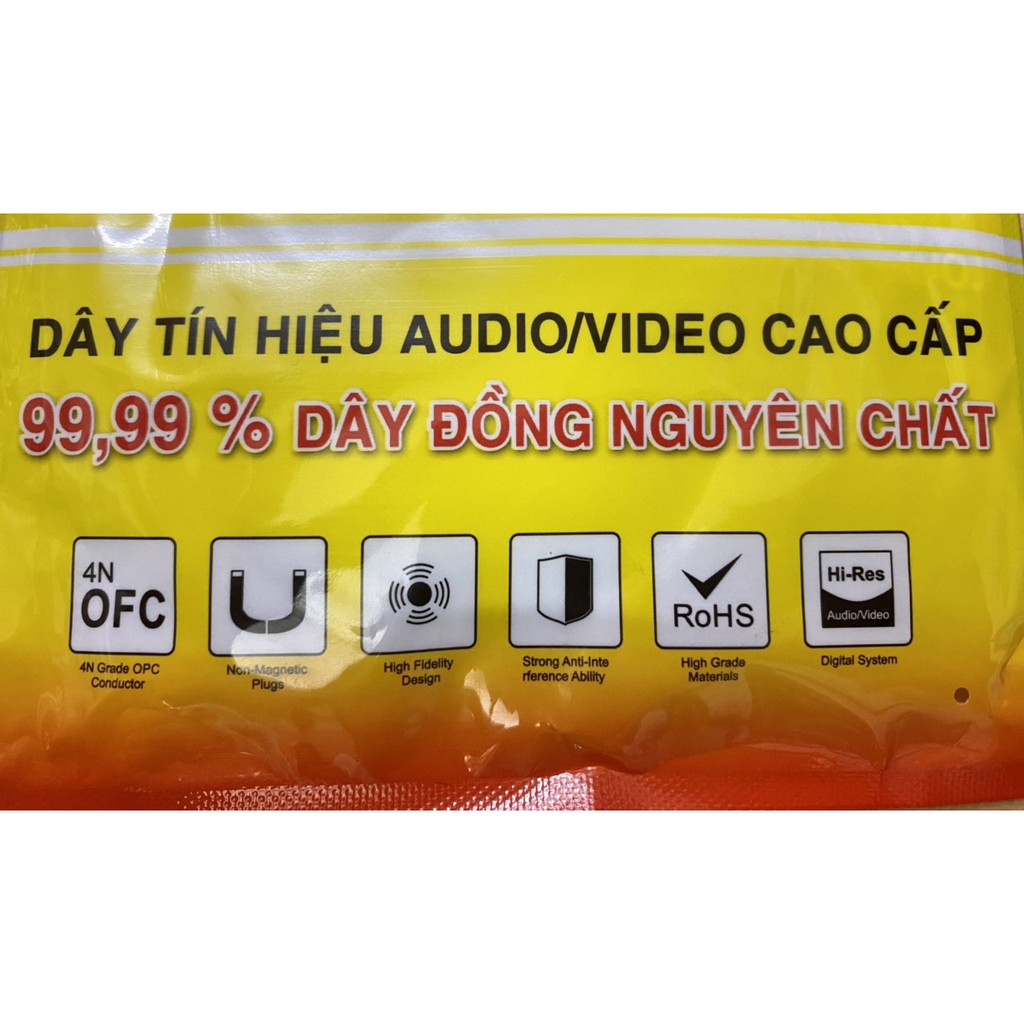 DÂY TÍN HIỆU AUDIO/VIDEO CAO CẤP
99,99 % DÂY ĐỒNG NGUYÊN CHẤT
4N
OFC
4N Grade OPC
Conductor
Non-Magnetic
Plugs
High Fidelity
Design
Strong Anti-Inte
rference Ability
RoHS
High Grade
Materials
Hi-Res
Audio/Video
Digital System